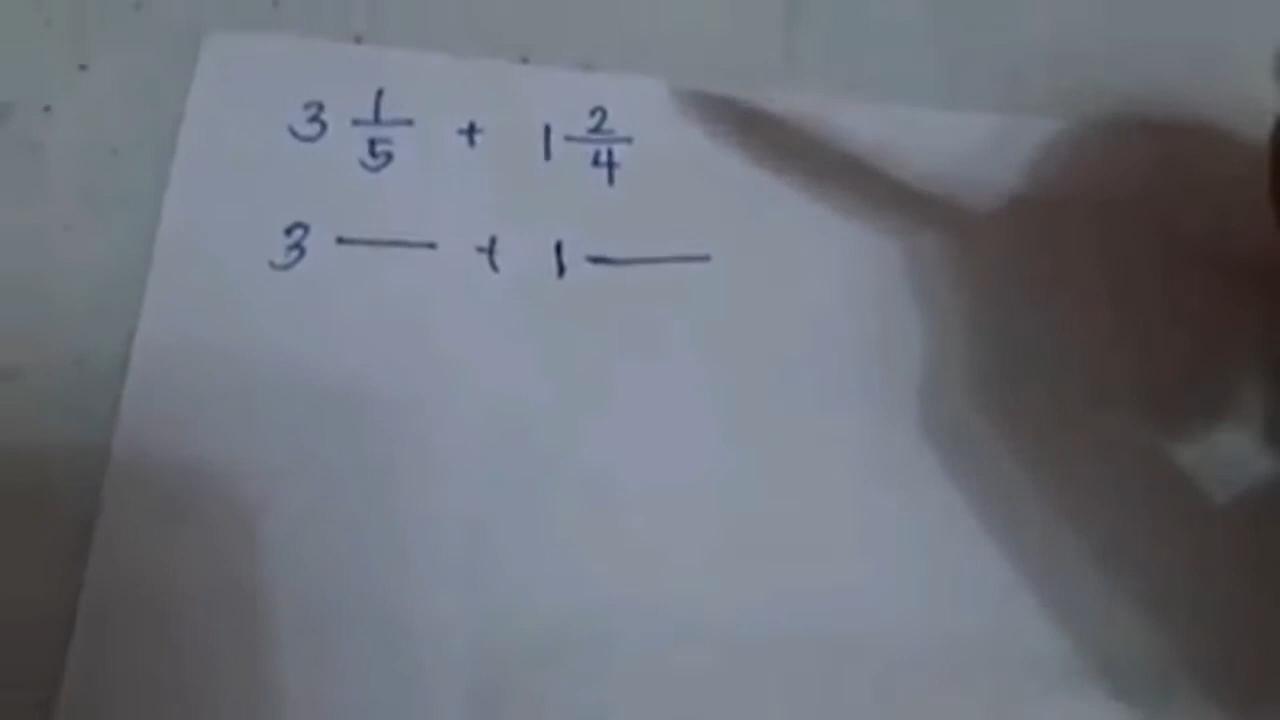 3 1/5 + 1 2/4
3 — + 1 —